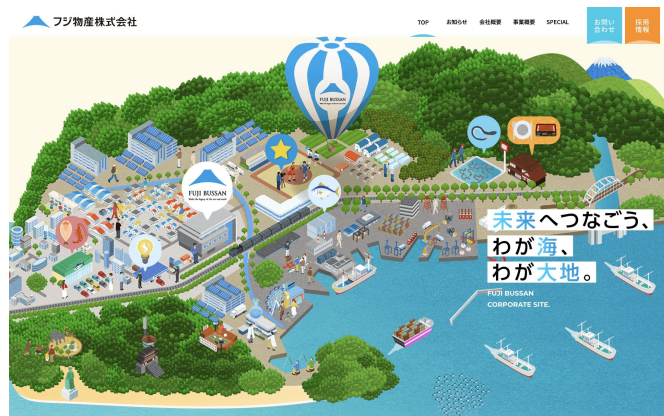 フジ物産株式会社
TOP
お知らせ
会社概要
事業概要
SPECIAL
お問い
合わせ
採用
情報
FUJI BUSSAN
FUJI BUSSAN
未来へつなごう、
わが海、
わが大地。
FUJI BUSSAN
CORPORATE SITE.